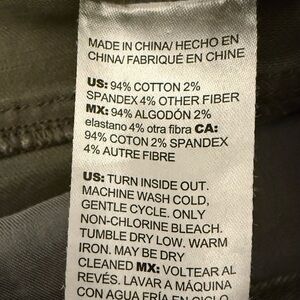 MADE IN CHINA/ HECHO EN
CHINA/ FABRIQUÉ EN CHINE
US: 94% COTTON 2%
SPANDEX 4% OTHER FIBER
MX: 94% ALGODÓN 2%
elastano 4% otra fibra CA:
94% COTON 2% SPANDEX
4% AUTRE FIBRE
US: TURN INSIDE OUT.
MACHINE WASH COLD,
GENTLE CYCLE. ONLY
NON-CHLORINE BLEACH.
TUMBLE DRY LOW, WARM
IRON. MAY BE DRY
CLEANED MX: VOLTEAR AL
REVÉS. LAVAR A MÁQUINA
CON AGUA FRÍA EN CICLO